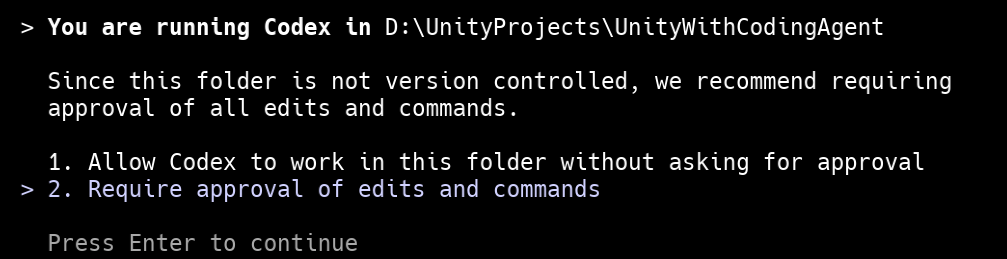 > You are running Codex in D:\UnityProjects\UnityWithCodingAgent
Since this folder is not version controlled, we recommend requiring
approval of all edits and commands.
1. Allow Codex to work in this folder without asking for approval
> 2. Require approval of edits and commands
Press Enter to continue